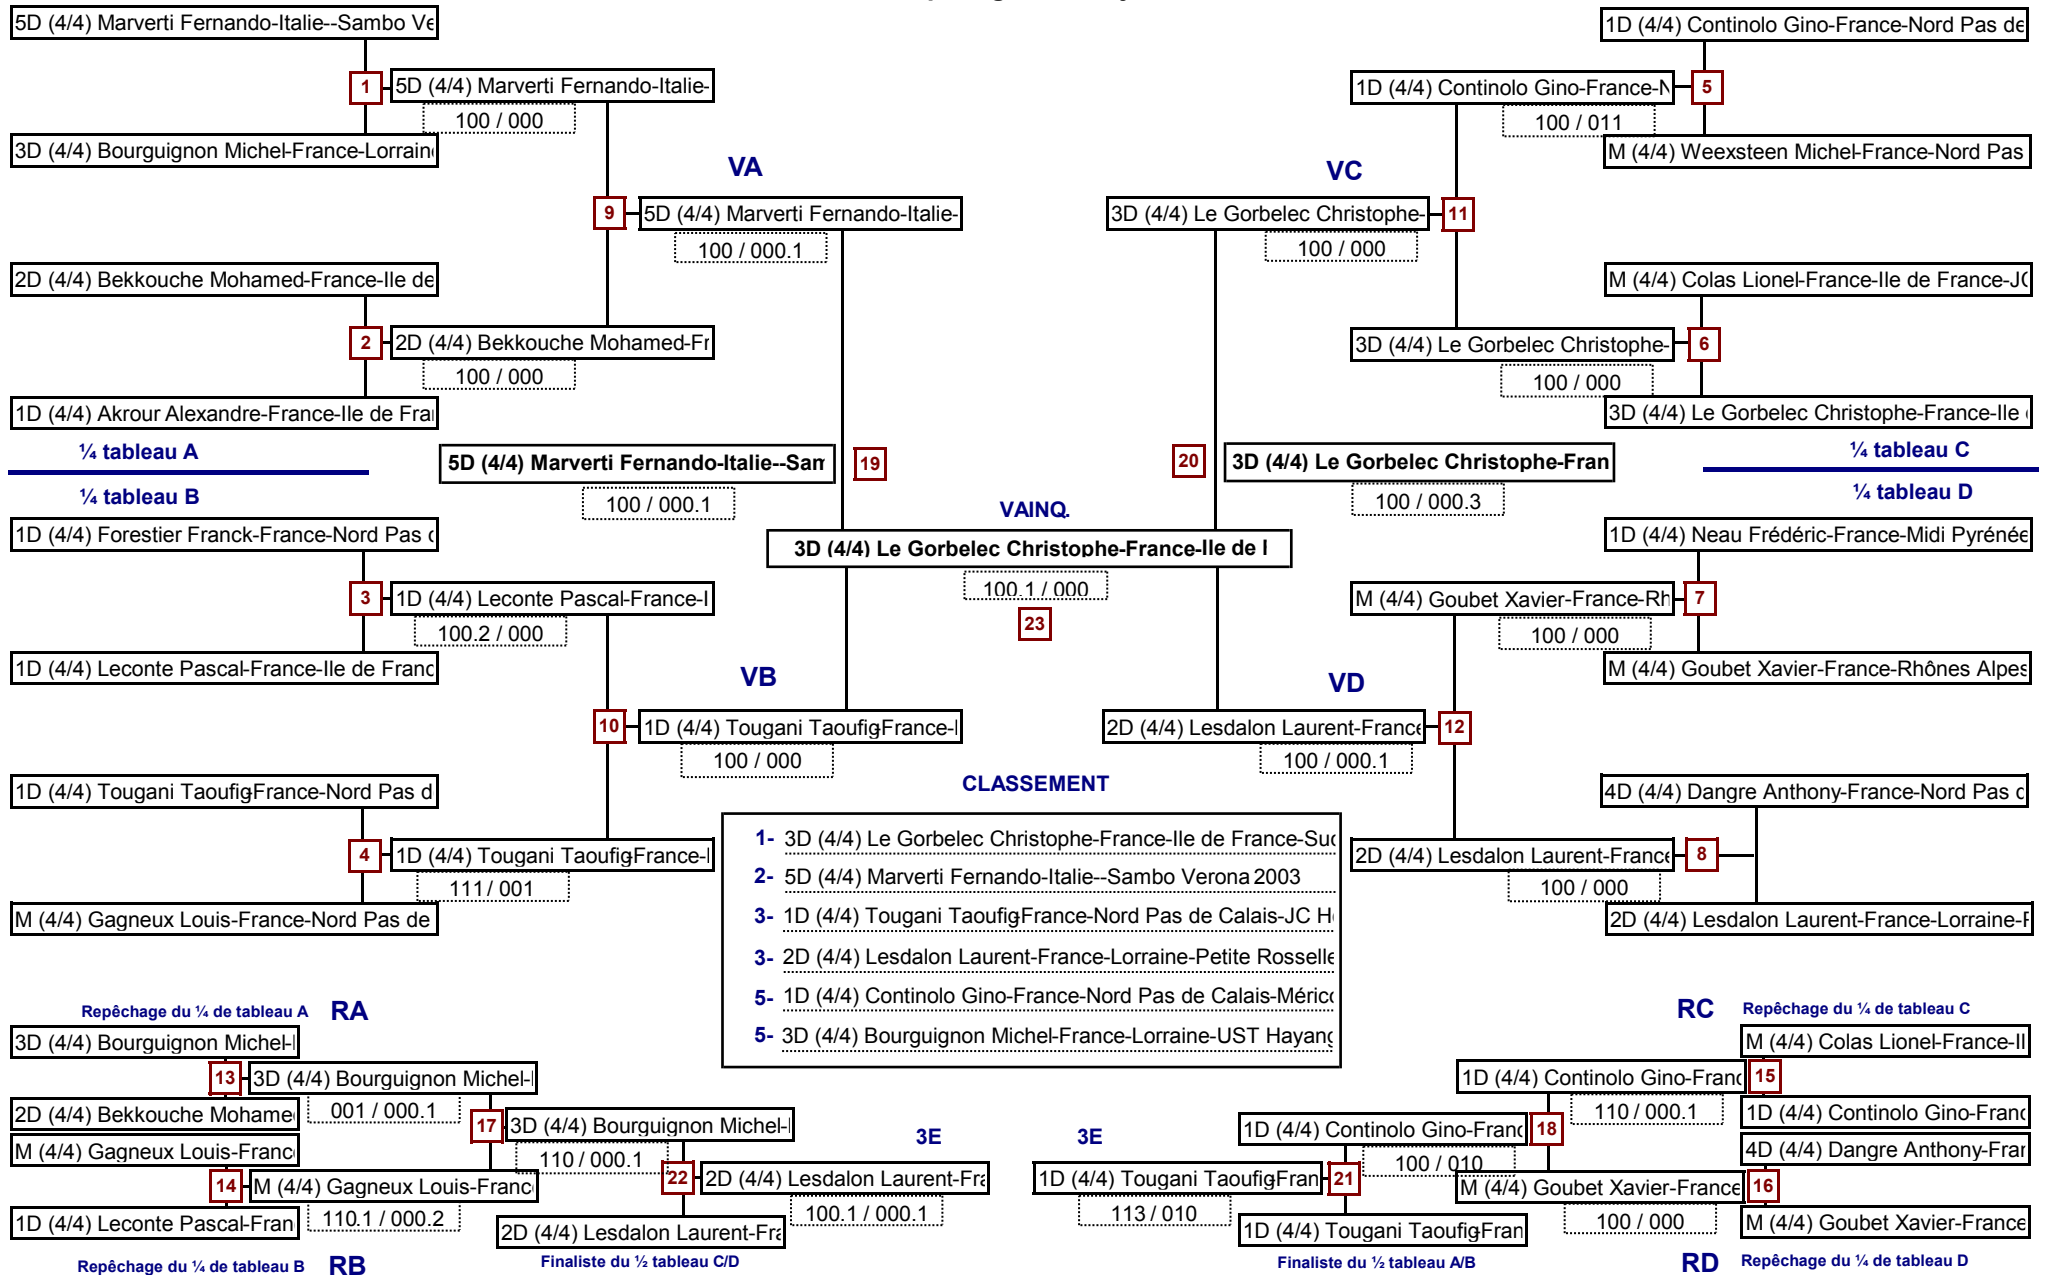 5D (4/4) Marverti Fernando-Italie--Sambo Ve
1
5D (4/4) Marverti Fernando-Italie-
100 / 000
3D (4/4) Bourguignon Michel-France-Lorraine
VA
9
5D (4/4) Marverti Fernando-Italie-
100 / 000.1
2D (4/4) Bekkouche Mohamed-France-Ile de
2
2D (4/4) Bekkouche Mohamed-Fr
100 / 000
1D (4/4) Akrour Alexandre-France-Ile de Fra
¼ tableau A
5D (4/4) Marverti Fernando-Italie--Sam
19
100 / 000.1
¼ tableau B
1D (4/4) Forestier Franck-France-Nord Pas
3
1D (4/4) Leconte Pascal-France-I
100.2 / 000
1D (4/4) Leconte Pascal-France-Ile de Franc
VB
10
1D (4/4) Tougani Taoufig-France-
100 / 000
1D (4/4) Tougani Taoufig-France-Nord Pas d
4
1D (4/4) Tougani Taoufig-France-
111 / 001
M (4/4) Gagneux Louis-France-Nord Pas de
1D (4/4) Continolo Gino-France-Nord Pas de
1D (4/4) Continolo Gino-France-N
5
100 / 011
M (4/4) Weexsteen Michel-France-Nord Pas
VC
3D (4/4) Le Gorbelec Christophe-
11
100 / 000
M (4/4) Colas Lionel-France-Ile de France-JC
3D (4/4) Le Gorbelec Christophe-
6
100 / 000
3D (4/4) Le Gorbelec Christophe-France-Ile
20
3D (4/4) Le Gorbelec Christophe-Fran
100 / 000.3
¼ tableau C
¼ tableau D
VAINQ.
3D (4/4) Le Gorbelec Christophe-France-Ile de
100.1 / 000
23
1D (4/4) Neau Frédéric-France-Midi Pyrénée
M (4/4) Goubet Xavier-France-Rh
7
100 / 000
M (4/4) Goubet Xavier-France-Rhônes Alpes
VD
2D (4/4) Lesdalon Laurent-France
12
100 / 000.1
4D (4/4) Dangre Anthony-France-Nord Pas
2D (4/4) Lesdalon Laurent-France
8
100 / 000
2D (4/4) Lesdalon Laurent-France-Lorraine-
CLASSEMENT
1- 3D (4/4) Le Gorbelec Christophe-France-Ile de France-Suc
2- 5D (4/4) Marverti Fernando-Italie--Sambo Verona 2003
3- 1D (4/4) Tougani Taoufig-France-Nord Pas de Calais-JC H
3- 2D (4/4) Lesdalon Laurent-France-Lorraine-Petite Rosselle
5- 1D (4/4) Continolo Gino-France-Nord Pas de Calais-Mérico
5- 3D (4/4) Bourguignon Michel-France-Lorraine-UST Hayang
Repêchage du ¼ de tableau A RA
3D (4/4) Bourguignon Michel-
13
3D (4/4) Bourguignon Michel-
2D (4/4) Bekkouche Mohame
001 / 000.1
M (4/4) Gagneux Louis-Franc
17
3D (4/4) Bourguignon Michel-
110 / 000.1
14
M (4/4) Gagneux Louis-Franc
1D (4/4) Leconte Pascal-Fran
110.1 / 000.2
3E
22
2D (4/4) Lesdalon Laurent-Fra
100.1 / 000.1
2D (4/4) Lesdalon Laurent-Fra
Finaliste du ½ tableau C/D
Repêchage du ¼ de tableau B RB
RC Repêchage du ¼ de tableau C
M (4/4) Colas Lionel-France-Il
1D (4/4) Continolo Gino-Franc
15
110 / 000.1
1D (4/4) Continolo Gino-Franc
1D (4/4) Continolo Gino-Franc
18
100 / 010
4D (4/4) Dangre Anthony-Fran
M (4/4) Goubet Xavier-France
16
100 / 000
M (4/4) Goubet Xavier-France
3E
1D (4/4) Tougani Taoufig-Fran
21
113 / 010
1D (4/4) Tougani Taoufig-Fran
Finaliste du ½ tableau A/B
RD Repêchage du ¼ de tableau D